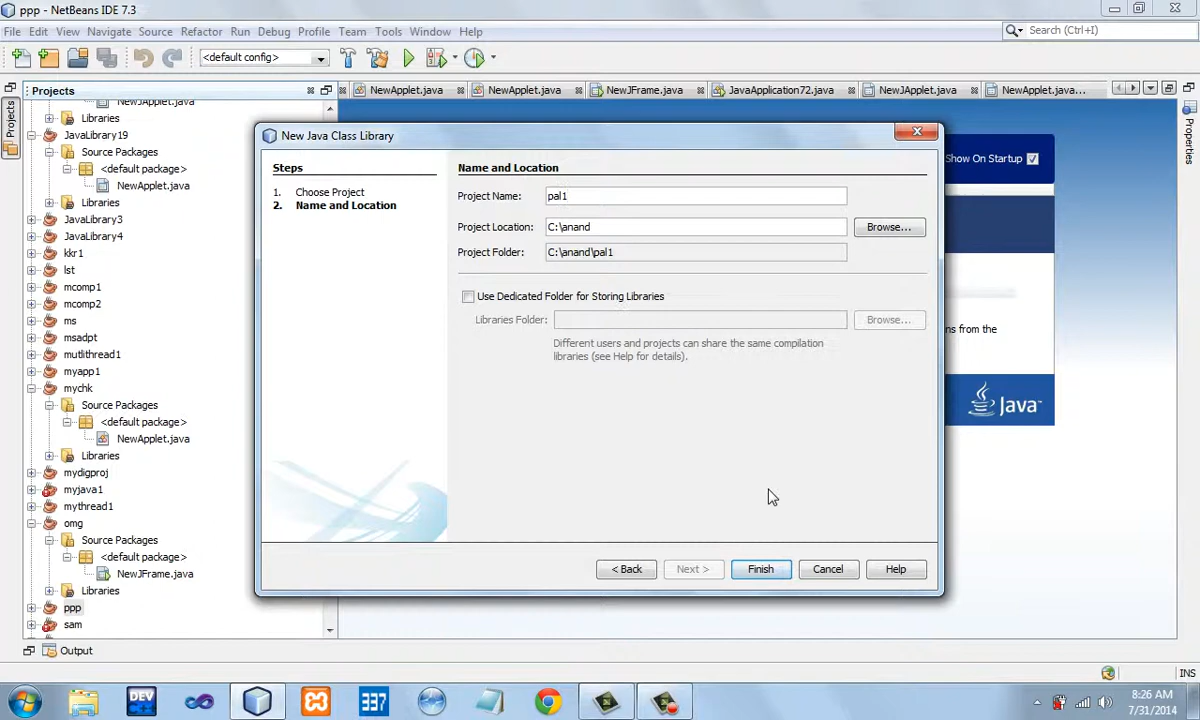 ppp - NetBeans IDE 7.3
File Edit View Navigate Source Refactor Run Debug Profile Team Tools Window Help
Search (Ctrl+I)
<default config>
Projects
NewApplet.java
NewApplet.java
NewJFrame.java
JavaApplication72.java
NewJApplet.java
NewApplet.java...
Projects
Properties
NewJApplet.java
Libraries
JavaLibrary19
Source Packages
<default package>
NewApplet.java
Libraries
JavaLibrary3
JavaLibrary4
kkr1
lst
mcomp1
mcomp2
ms
msadpt
mutlithread1
myapp1
mychk
Source Packages
<default package>
NewApplet.java
Libraries
mydigproj
myjava1
mythread1
omg
Source Packages
<default package>
NewJFrame.java
Libraries
ppp
sam
Output
New Java Class Library
Steps
1. Choose Project
2. Name and Location
Name and Location
Project Name: pal1
Project Location: C:\anand Browse...
Project Folder: C:\anand\pal1
Use Dedicated Folder for Storing Libraries
Libraries Folder: Browse...
Different users and projects can share the same compilation
libraries (see Help for details).
< Back Next > Finish Cancel Help
Show On Startup
ns from the
Java™
INS
DEV C++
337
8:26 AM
7/31/2014